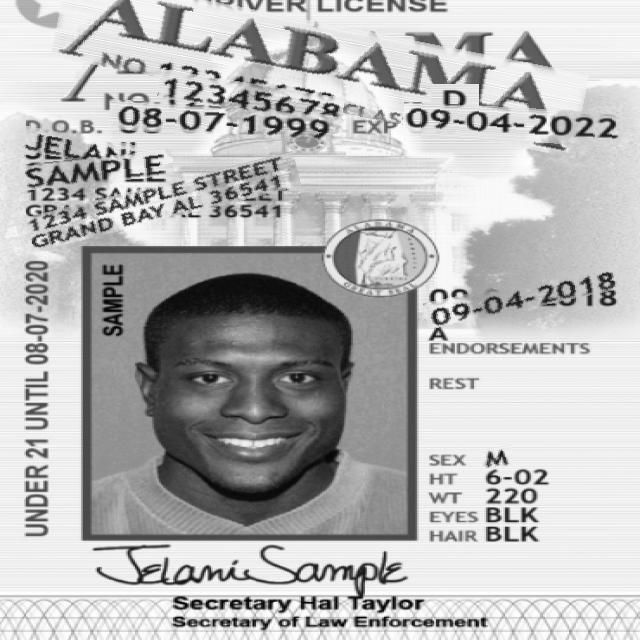 DRIVER LICENSE
ALABAMA
NO. 12345678 CLASS D
D.O.B. 08-07-1999 EXP 09-04-2022
JELANI
SAMPLE
1234 SAMPLE STREET
GRAND BAY AL 36541
SAMPLE
UNDER 21 UNTIL 08-07-2020
09-04-2018
A
ENDORSEMENTS
REST
SEX M
HT 6-02
WT 220
EYES BLK
HAIR BLK
Jelani Sample
Secretary Hal Taylor
Secretary of Law Enforcement